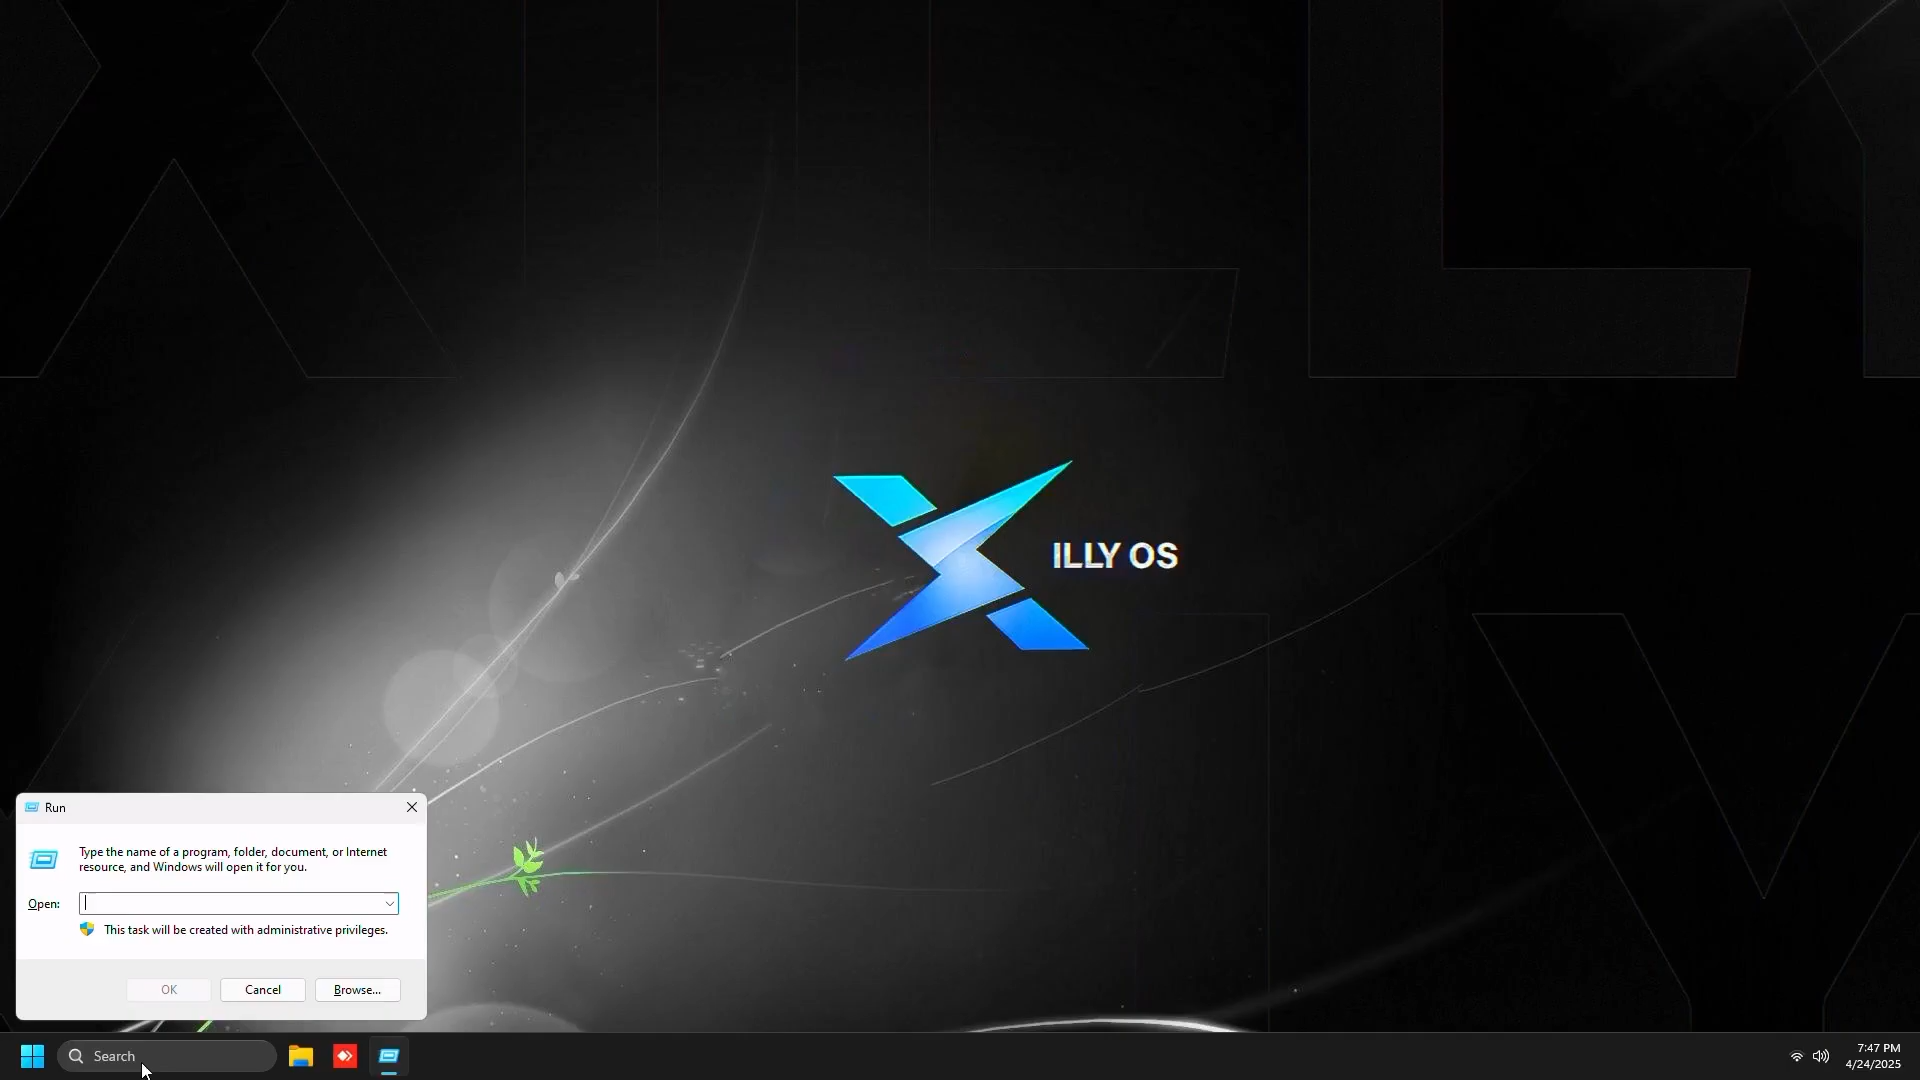 ILLY OS
Run
Type the name of a program, folder, document, or Internet
resource, and Windows will open it for you.
Open:
This task will be created with administrative privileges.
OK
Cancel
Browse...
Search
7:47 PM
4/24/2025